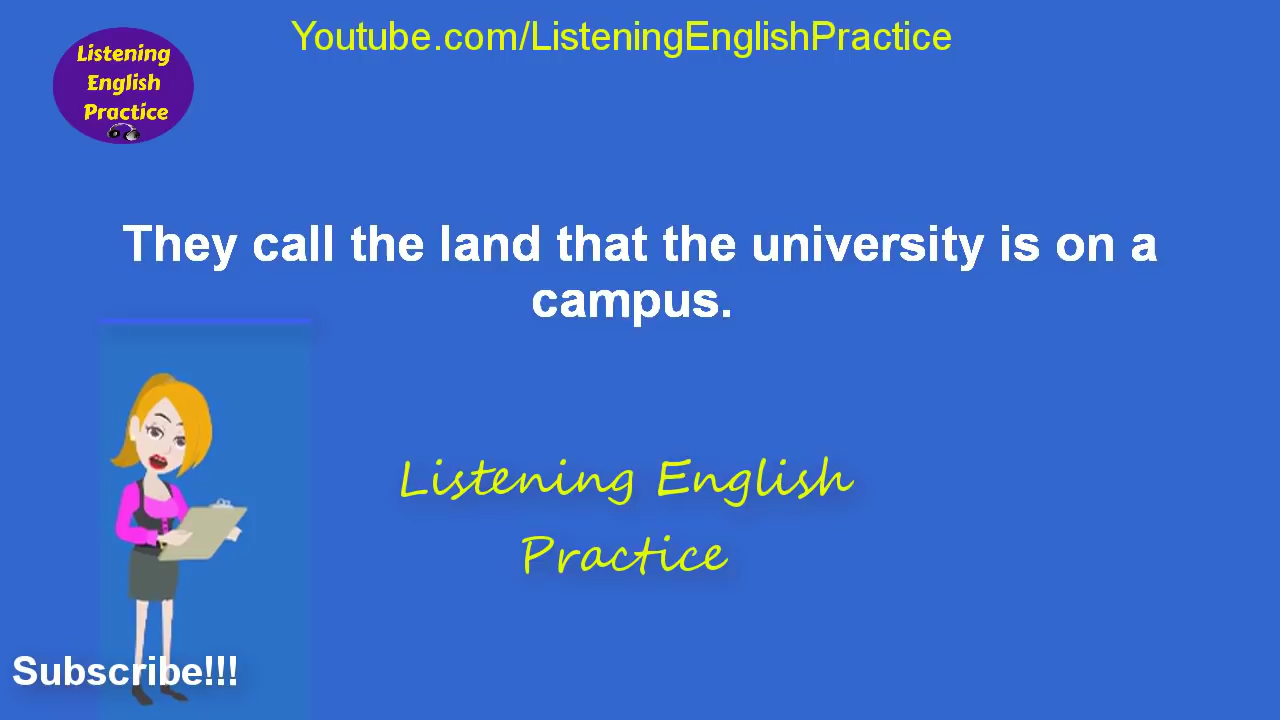 Youtube.com/ListeningEnglishPractice
Listening
English
Practice
They call the land that the university is on a
campus.
Listening English
Practice
Subscribe!!!